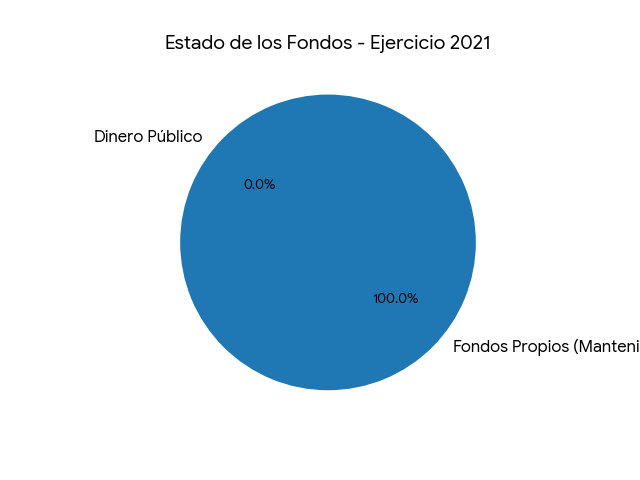 Estado de los Fondos - Ejercicio 2021
Dinero Público
0.0%
100.0%
Fondos Propios (Manteni